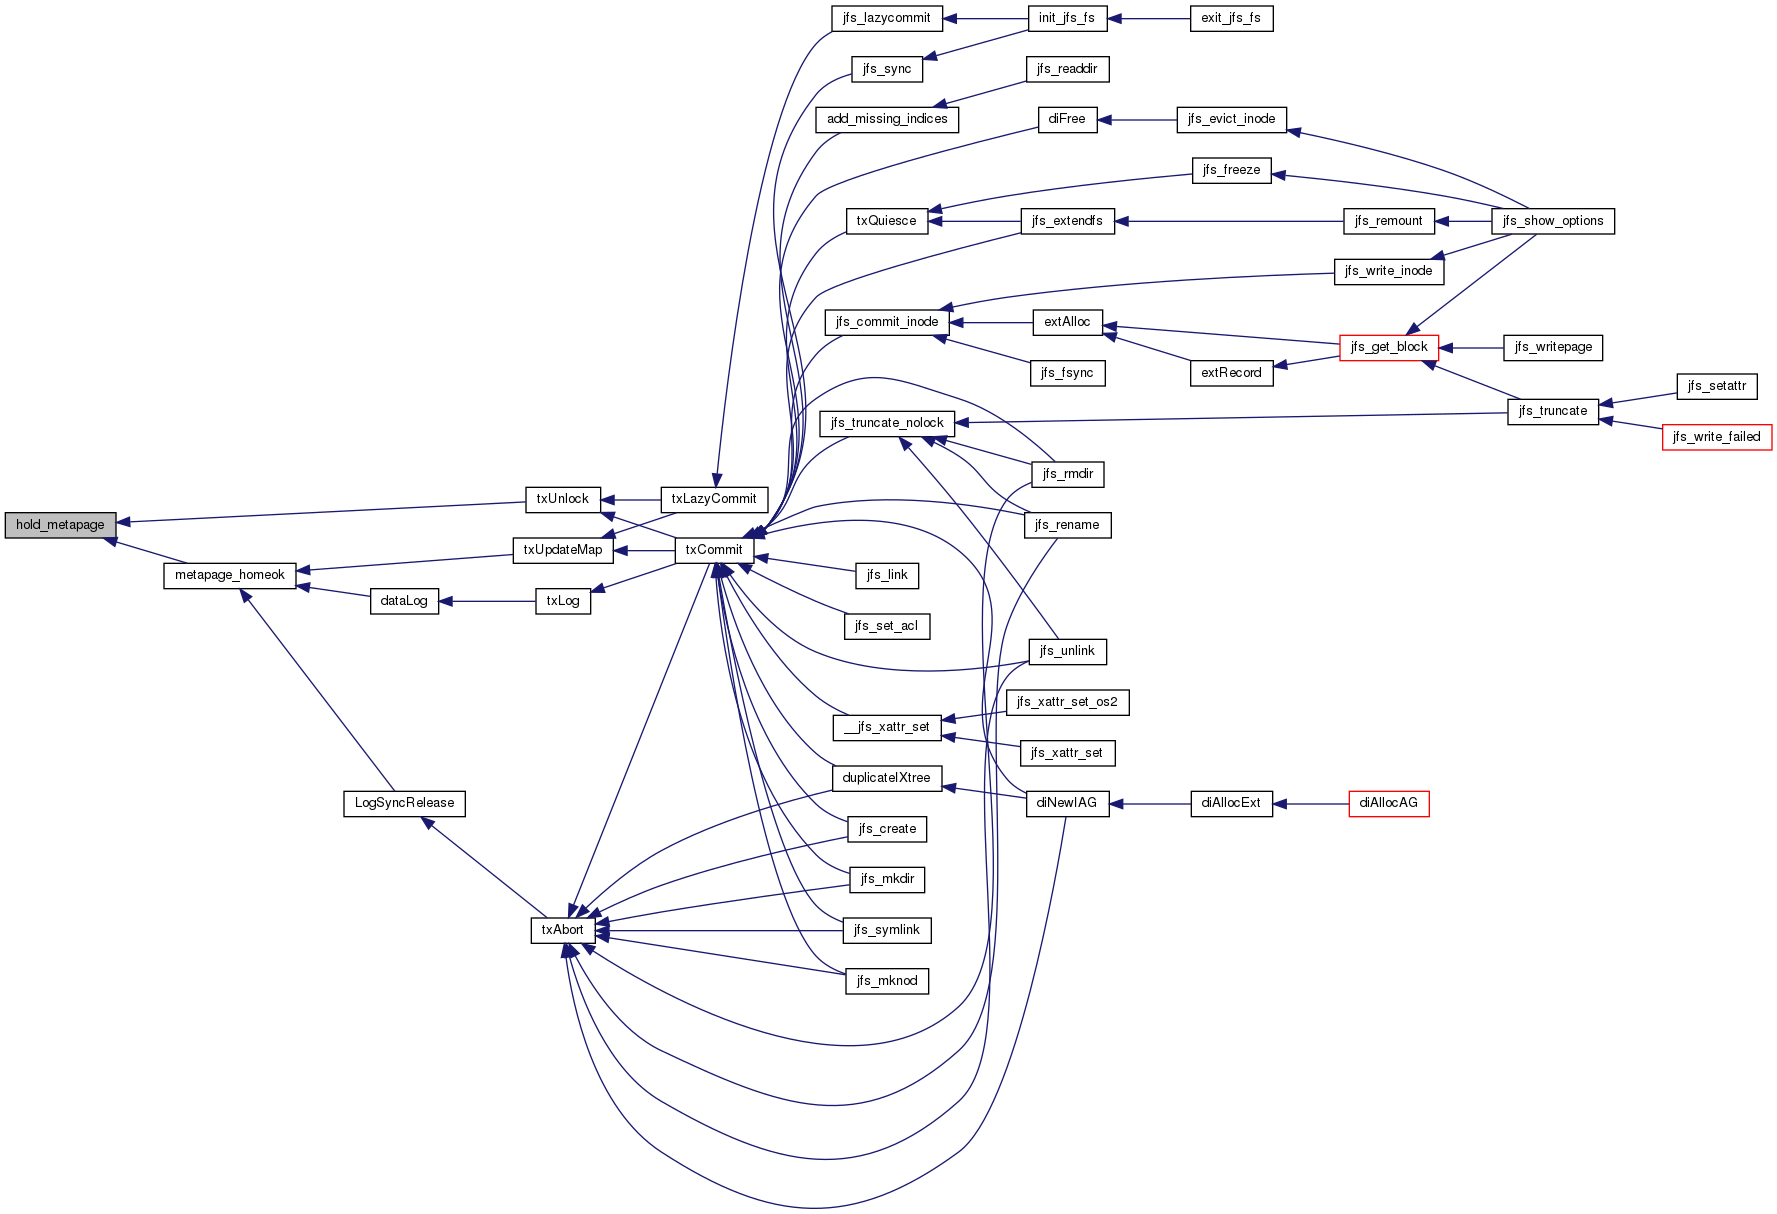 jfs_lazycommit
init_jfs_fs
exit_jfs_fs
jfs_sync
jfs_readdir
add_missing_indices
diFree
jfs_evict_inode
jfs_freeze
txQuiesce
jfs_extendfs
jfs_remount
jfs_show_options
jfs_write_inode
jfs_commit_inode
extAlloc
jfs_get_block
jfs_writepage
jfs_fsync
extRecord
jfs_setattr
jfs_truncate_nolock
jfs_truncate
jfs_write_failed
jfs_rmdir
txUnlock
txLazyCommit
hold_metapage
jfs_rename
txUpdateMap
txCommit
metapage_homeok
jfs_link
dataLog
txLog
jfs_set_acl
jfs_unlink
jfs_xattr_set_os2
__jfs_xattr_set
jfs_xattr_set
duplicateIXtree
LogSyncRelease
diNewIAG
diAllocExt
diAllocAG
jfs_create
jfs_mkdir
txAbort
jfs_symlink
jfs_mknod